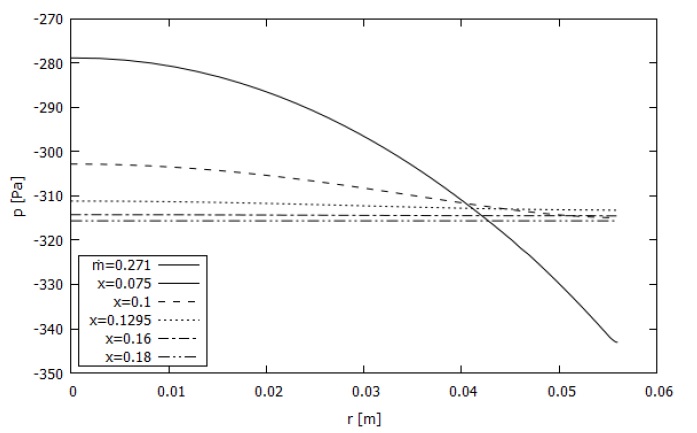 -270
-280
-290
-300
-310
-320
-330
-340
-350
p [Pa]
ṁ=0.271
x=0.075
x=0.1
x=0.1295
x=0.16
x=0.18
0 0.01 0.02 0.03 0.04 0.05 0.06
r [m]